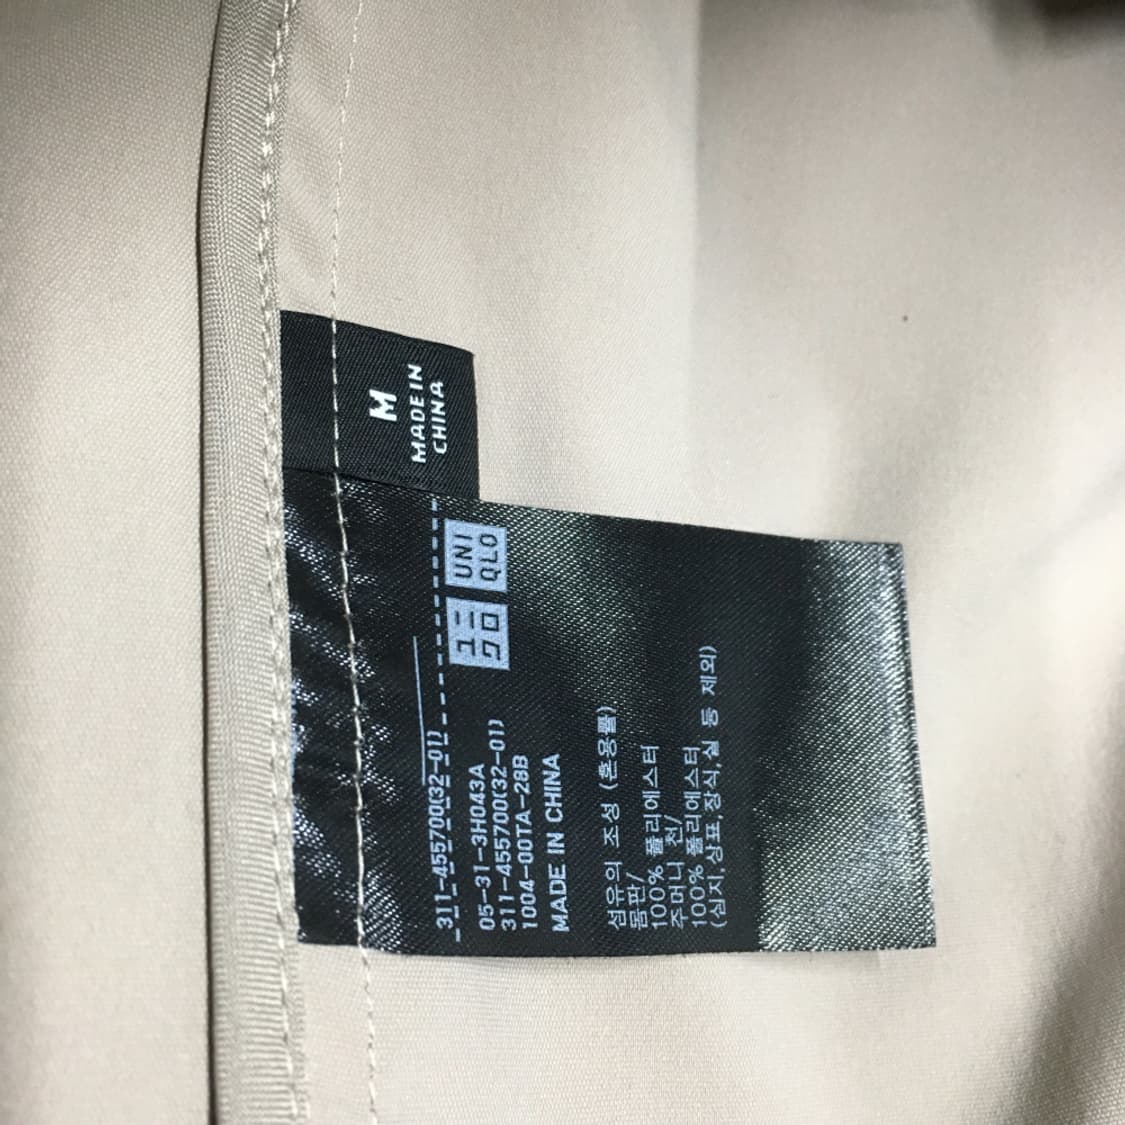 M
MADE IN
CHINA
311-455700(32-01)
ユニ
クロ
UNI
QLO
05-31-3H043A
311-455700(32-01)
1004-00TA-28B
MADE IN CHINA
섬유의 조성 (혼용률)
몸판/
100% 폴리에스터
주머니 천/
100% 폴리에스터
(심지,상표,장식,실 등 제외)